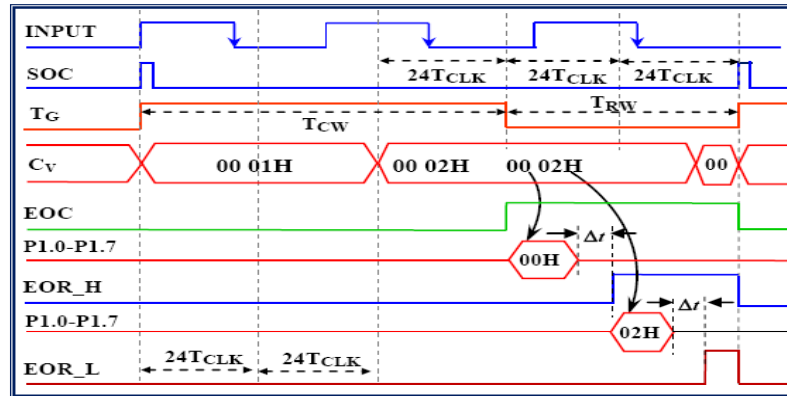 INPUT
SOC
24TCLK 24TCLK 24TCLK
TG
TCW TRW
CV 00 01H 00 02H 00 02H 00
EOC
P1.0-P1.7 00H Δt
EOR_H
P1.0-P1.7 02H Δt
EOR_L 24TCLK 24TCLK